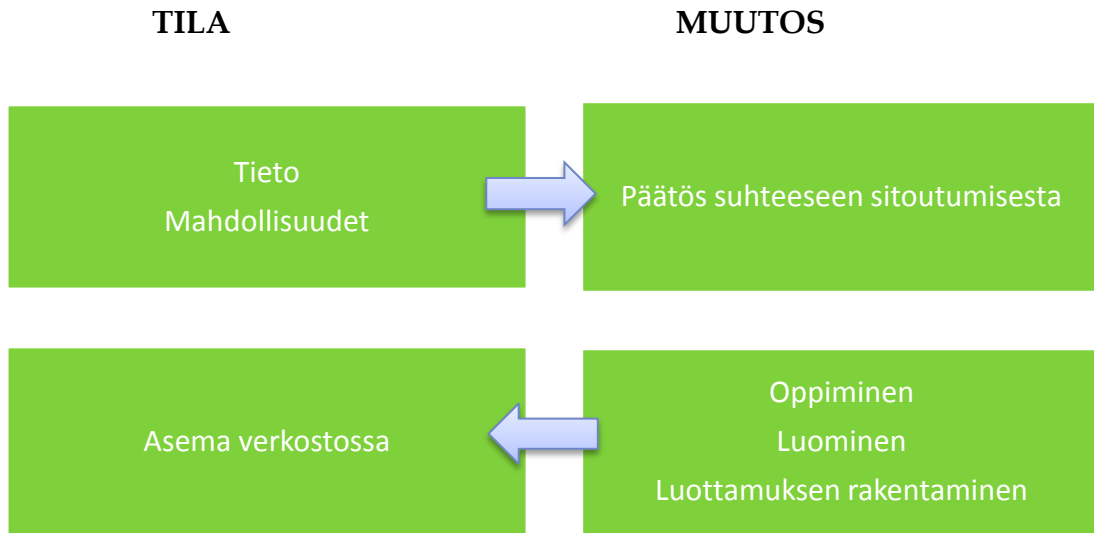 TILA
MUUTOS
Tieto
Mahdollisuudet
Päätös suhteeseen sitoutumisesta
Asema verkostossa
Oppiminen
Luominen
Luottamuksen rakentaminen